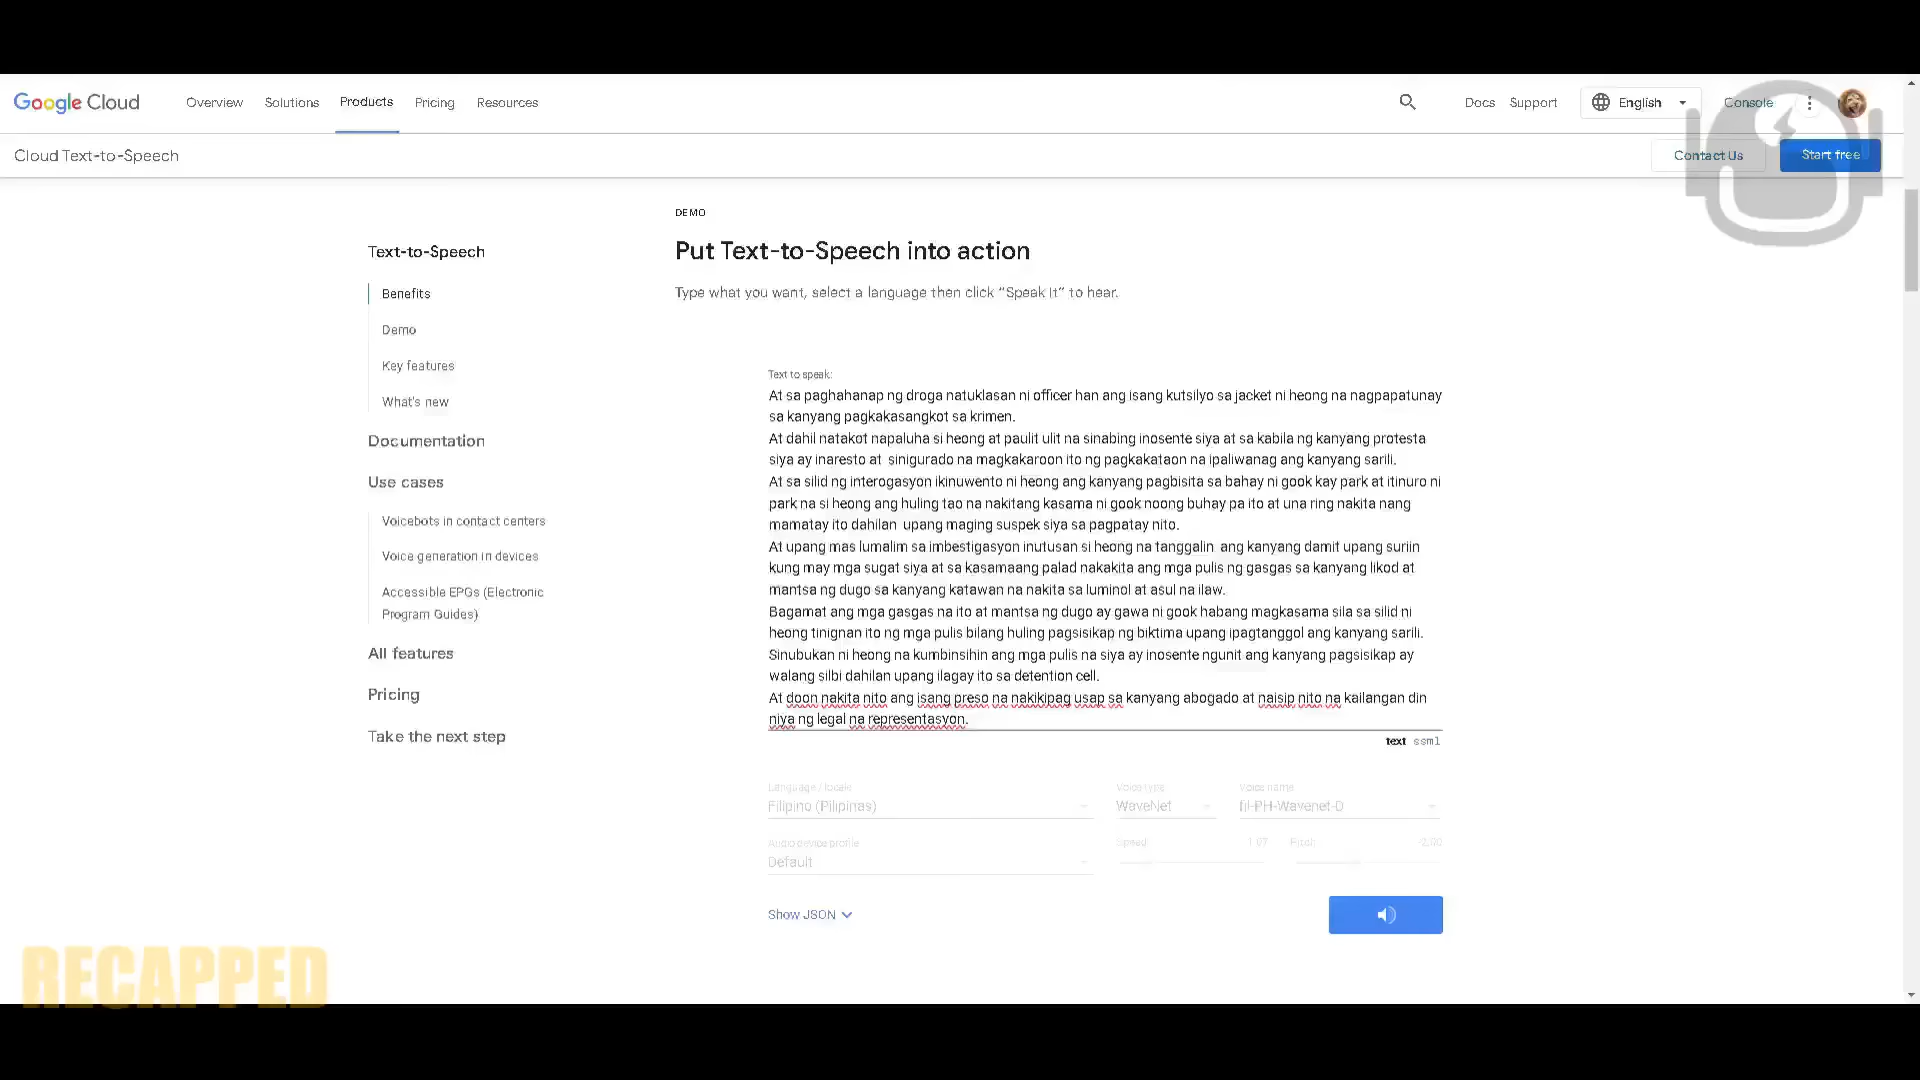 Google Cloud
Overview
Solutions
Products
Pricing
Resources
Docs
Support
English
Console
Cloud Text-to-Speech
Contact Us
Start free
Text-to-Speech
Benefits
Demo
Key features
What's new
Documentation
Use cases
Voicebots in contact centers
Voice generation in devices
Accessible EPGs (Electronic
Program Guides)
All features
Pricing
Take the next step
DEMO
Put Text-to-Speech into action
Type what you want, select a language then click “Speak It” to hear.
Text to speak:
At sa paghahanap ng droga natuklasan ni officer han ang isang kutsilyo sa jacket ni heong na nagpapatunay
sa kanyang pagkakasangkot sa krimen.
At dahil natakot napaluha si heong at paulit ulit na sinabing inosente siya at sa kabila ng kanyang protesta
siya ay inaresto at sinigurado na magkakaroon ito ng pagkakataon na ipaliwanag ang kanyang sarili.
At sa silid ng interogasyon ikinuwento ni heong ang kanyang pagbisita sa bahay ni gook kay park at itinuro ni
park na si heong ang huling tao na nakitang kasama ni gook noong buhay pa ito at una ring nakita nang
mamatay ito dahilan upang maging suspek siya sa pagpatay nito.
At upang mas lumalim sa imbestigasyon inutusan si heong na tanggalin ang kanyang damit upang suriin
kung may mga sugat siya at sa kasamaang palad nakakita ang mga pulis ng gasgas sa kanyang likod at
mantsa ng dugo sa kanyang katawan na nakita sa luminol at asul na ilaw.
Bagamat ang mga gasgas na ito at mantsa ng dugo ay gawa ni gook habang magkasama sila sa silid ni
heong tinignan ito ng mga pulis bilang huling pagsisikap ng biktima upang ipagtanggol ang kanyang sarili.
Sinubukan ni heong na kumbinsihin ang mga pulis na siya ay inosente ngunit ang kanyang pagsisikap ay
walang silbi dahilan upang ilagay ito sa detention cell.
At doon nakita nito ang isang preso na nakikipag usap sa kanyang abogado at naisip nito na kailangan din
niya ng legal na representasyon.
text ssml
Language / locale
Filipino (Pilipinas)
Voice type
WaveNet
Voice name
fil-PH-Wavenet-D
Audio device profile
Default
Speed:
1.07
Pitch:
-2.00
Show JSON
RECAPPED